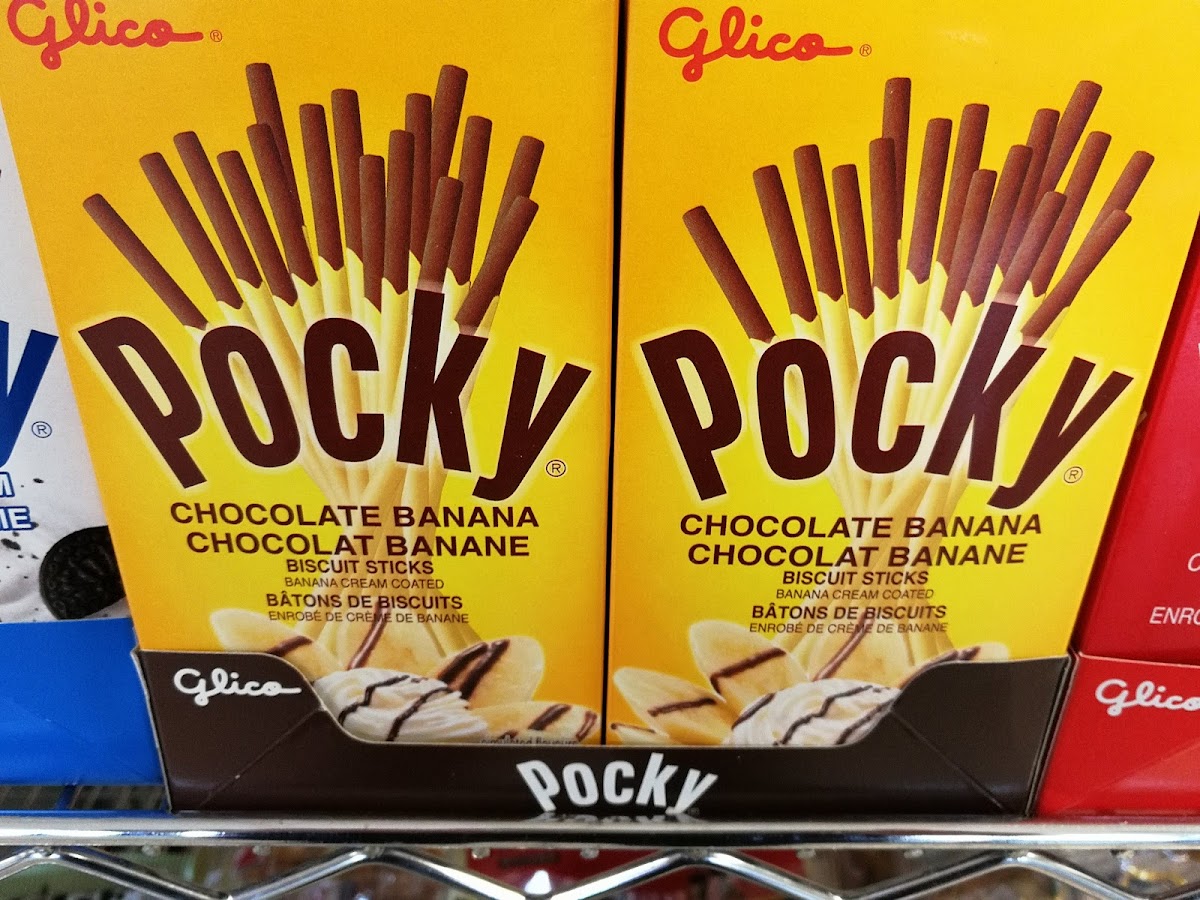 Glico®
POCKY®
CHOCOLATE BANANA
CHOCOLAT BANANE
BISCUIT STICKS
BANANA CREAM COATED
BÂTONS DE BISCUITS
ENROBÉ DE CRÈME DE BANANE
Glico®
POCKY®
CHOCOLATE BANANA
CHOCOLAT BANANE
BISCUIT STICKS
BANANA CREAM COATED
BÂTONS DE BISCUITS
ENROBÉ DE CRÈME DE BANANE
Glico
POCKY
Glico